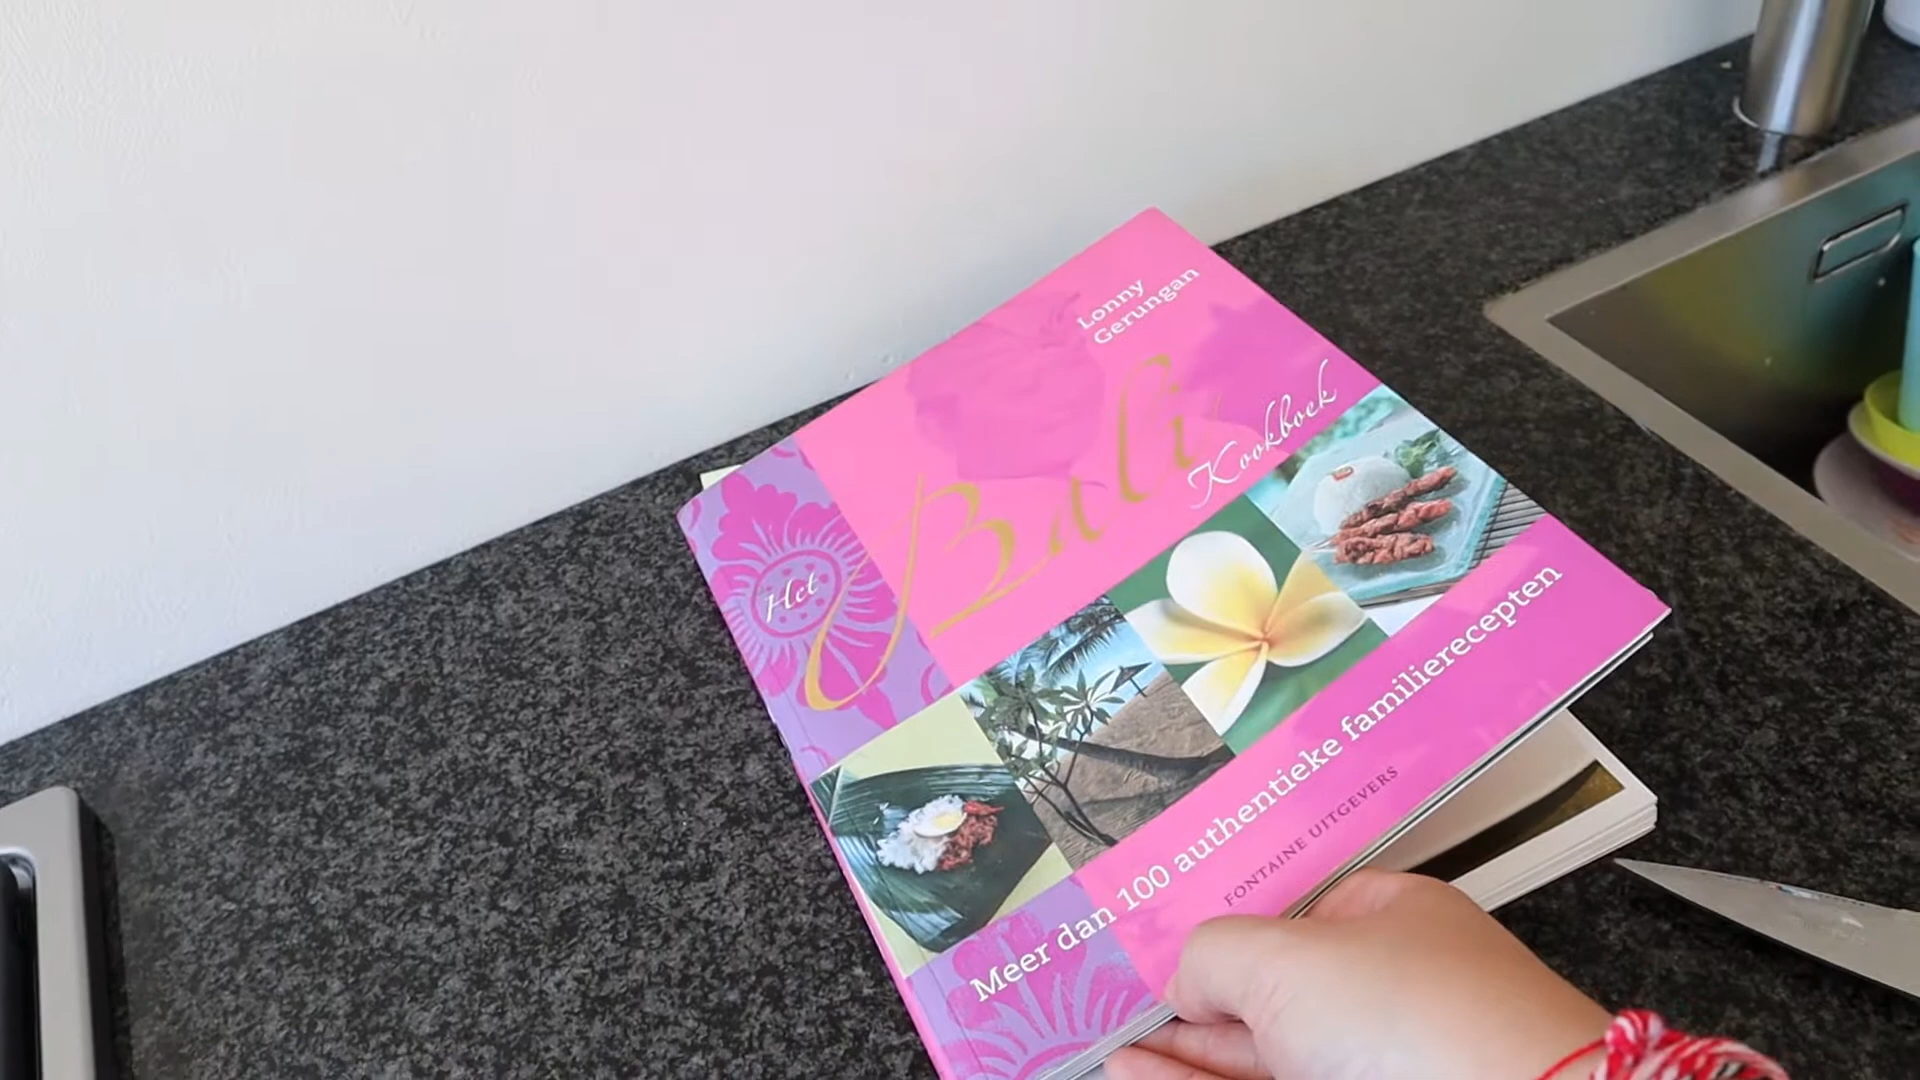 Lonny
Gerungan
Het Bali
Kookboek
Meer dan 100 authentieke familierecepten
FONTAINE UITGEVERS